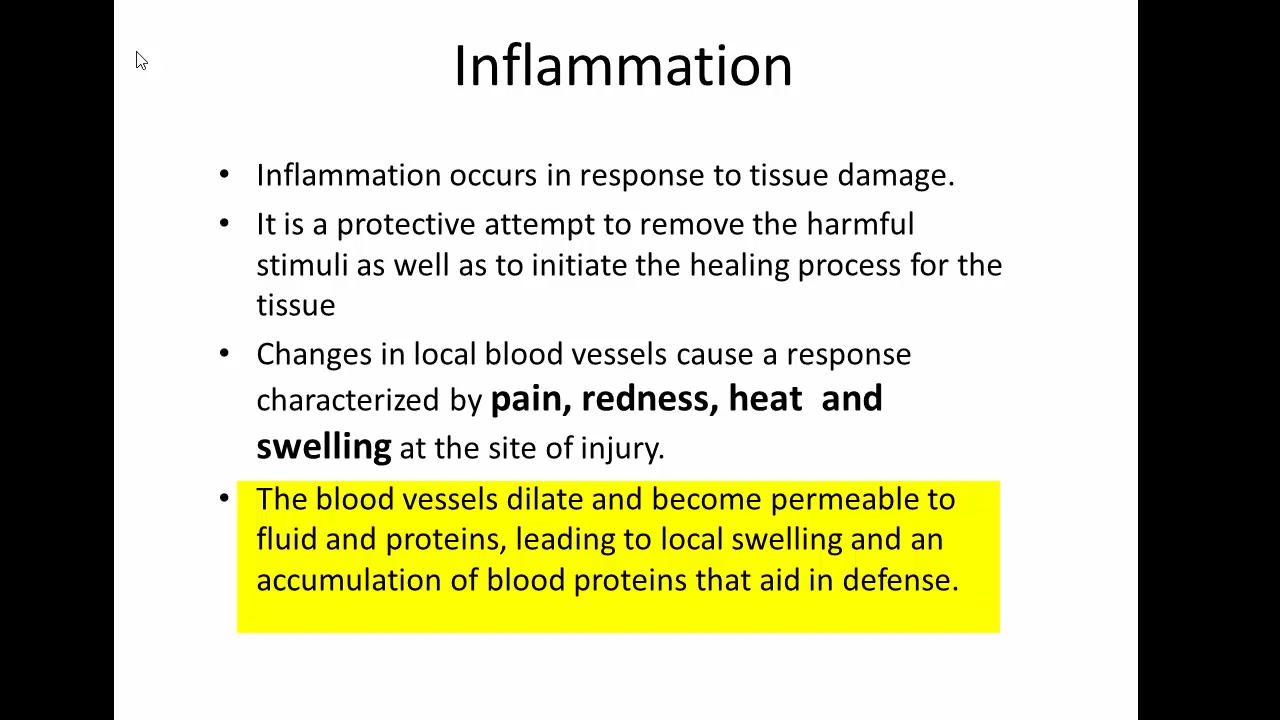 Inflammation
• Inflammation occurs in response to tissue damage.
• It is a protective attempt to remove the harmful
stimuli as well as to initiate the healing process for the
tissue
• Changes in local blood vessels cause a response
characterized by pain, redness, heat  and
swelling at the site of injury.
• The blood vessels dilate and become permeable to
fluid and proteins, leading to local swelling and an
accumulation of blood proteins that aid in defense.